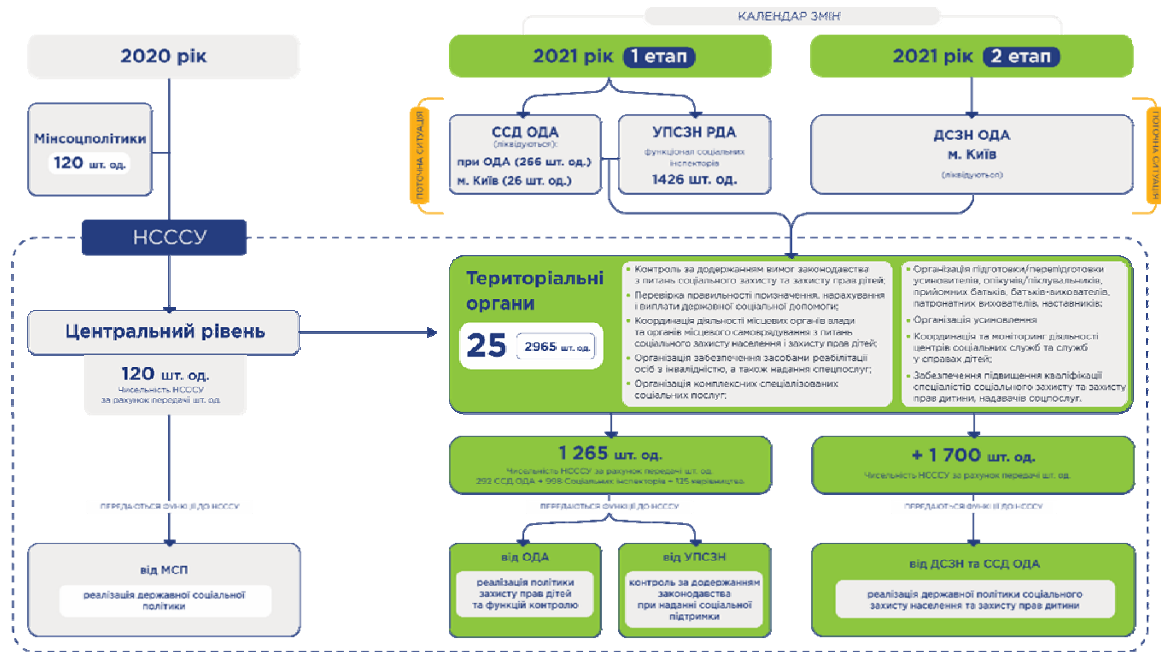 КАЛЕНДАР ЗМІН
2020 рік
2021 рік 1 етап
2021 рік 2 етап
Мінсоцполітики
120 шт. од.
ПОТОЧНА СИТУАЦІЯ
ССД ОДА
(ліквідуються):
при ОДА (266 шт. од.)
м. Київ (26 шт. од.)
УПСЗН РДА
функціонал соціальних
інспекторів
1426 шт. од.
ДСЗН ОДА
м. Київ
(ліквідуються)
ПОТОЧНА СИТУАЦІЯ
НСССУ
Центральний рівень
120 шт. од.
Чисельність НСССУ
за рахунок передачі шт. од.
Територіальні
органи
25 2965 шт. од.
• Контроль за додержанням вимог законодавства
з питань соціального захисту та захисту прав дітей;
• Перевірка правильності призначення, нарахування
і виплати державної соціальної допомоги;
• Координація діяльності місцевих органів влади
та органів місцевого самоврядування з питань
соціального захисту населення і захисту прав дітей;
• Організація забезпечення засобами реабілітації
осіб з інвалідністю, а також надання спецпослуг;
• Організація комплексних спеціалізованих
соціальних послуг;
• Організація підготовки/перепідготовки
усиновителів, опікунів/післувальників,
прийомних батьків, батьків-вихователів,
патронатних вихователів, наставників;
• Організація усиновлення
• Координація та моніторинг діяльності
центрів соціальних служб та служб
у справах дітей;
• Забезпечення підвищення кваліфікації
спеціалістів соціального захисту та захисту
прав дитини, надавачів соцпослуг.
1 265 шт. од.
Чисельність НСССУ за рахунок передачі шт. од.
292 ССД ОДА + 998 Соціальних інспекторів + 125 керівництва.
+ 1 700 шт. од.
Чисельність НСССУ за рахунок передачі шт. од.
ПЕРЕДАЮТЬСЯ ФУНКЦІЇ ДО НСССУ
ПЕРЕДАЮТЬСЯ ФУНКЦІЇ ДО НСССУ
ПЕРЕДАЮТЬСЯ ФУНКЦІЇ ДО НСССУ
від МСП
реалізація державної соціальної
політики
від ОДА
реалізація політики
захисту прав дітей
та функцій контролю
від УПСЗН
контроль за додержанням
законодавства
при наданні соціальної
підтримки
від ДСЗН та ССД ОДА
реалізація державної політики соціального
захисту населення та захисту прав дитини